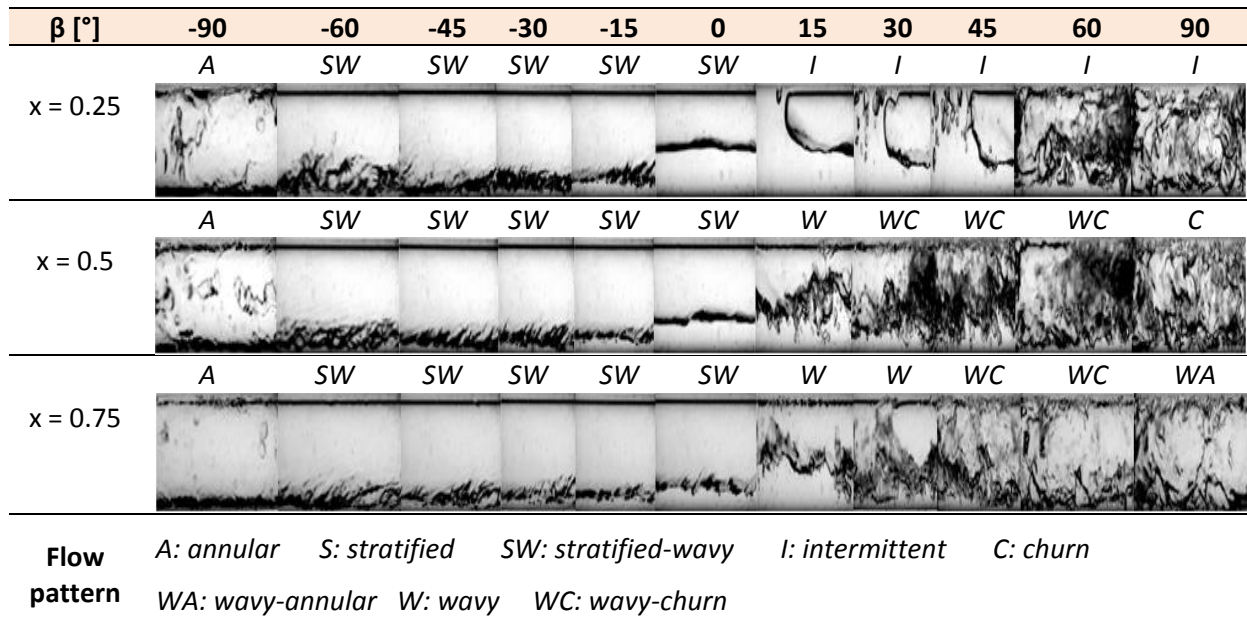 β [°] -90 -60 -45 -30 -15 0 15 30 45 60 90
A SW SW SW SW SW I I I I I
x = 0.25
A SW SW SW SW SW W WC WC WC C
x = 0.5
A SW SW SW SW SW W W WC WC WA
x = 0.75
Flow pattern
A: annular S: stratified SW: stratified-wavy I: intermittent C: churn
WA: wavy-annular W: wavy WC: wavy-churn